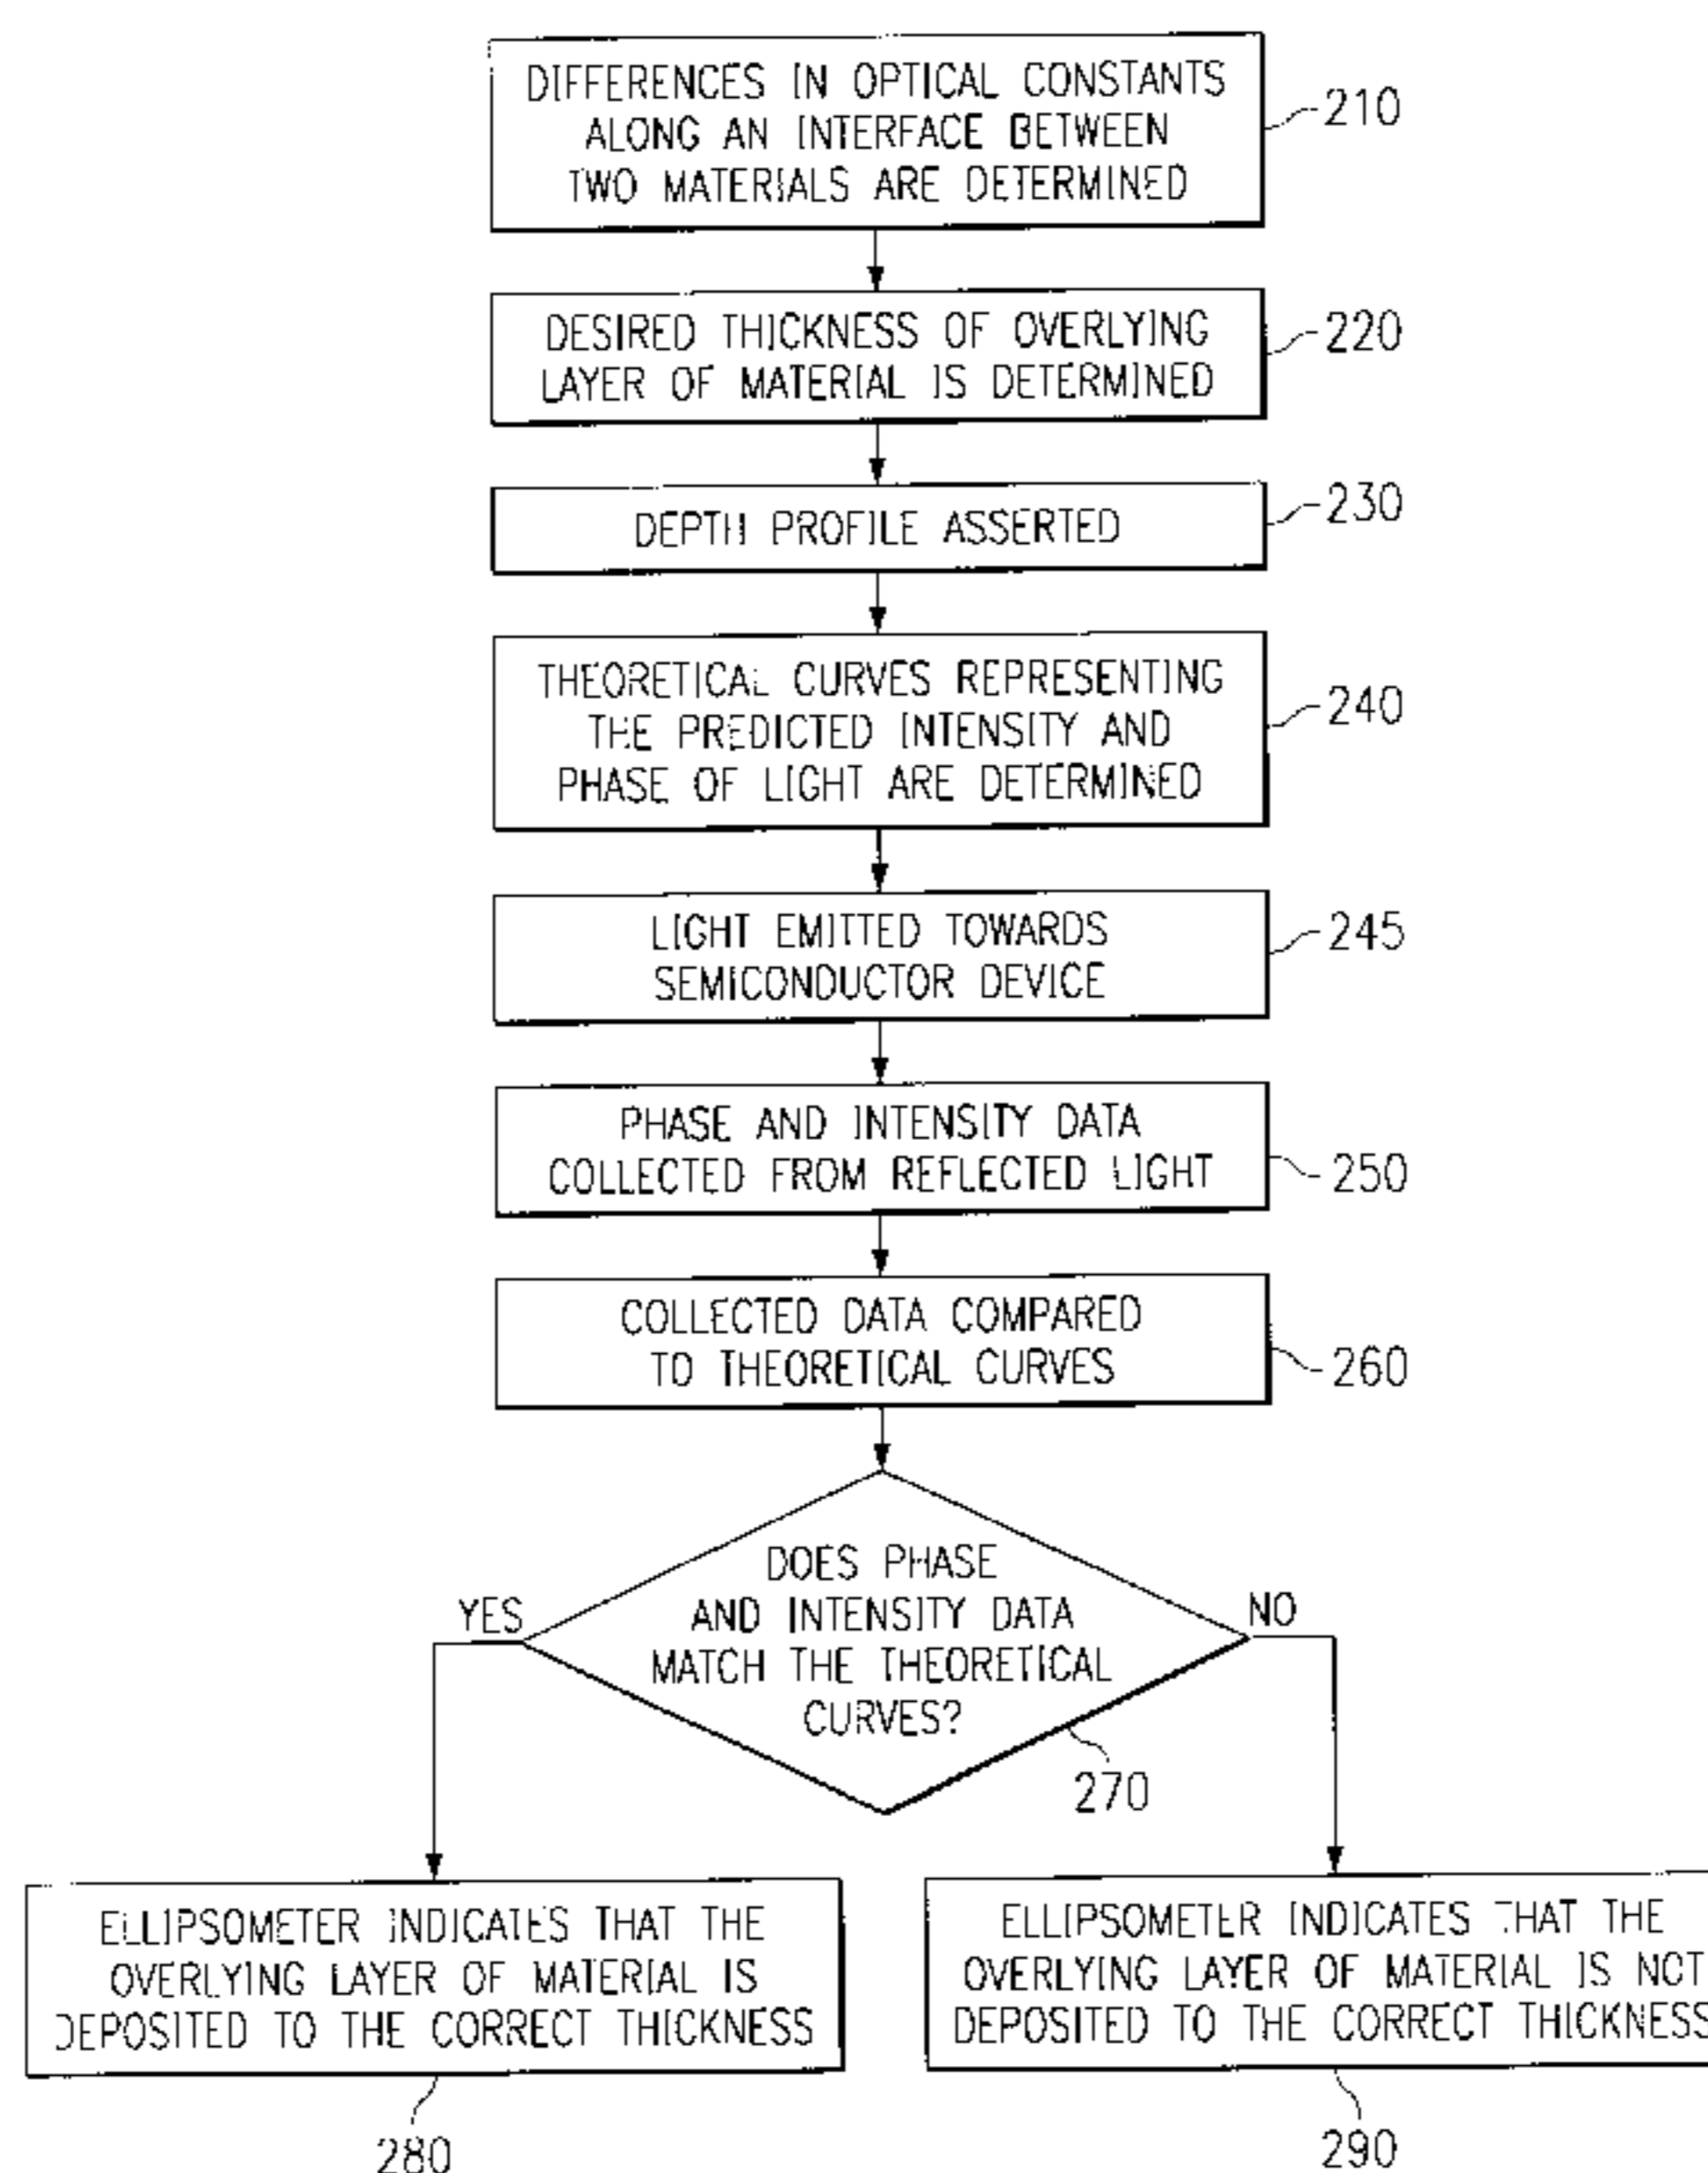 DIFFERENCES IN OPTICAL CONSTANTS
ALONG AN INTERFACE BETWEEN
TWO MATERIALS ARE DETERMINED
210
DESIRED THICKNESS OF OVERLYING
LAYER OF MATERIAL IS DETERMINED
220
DEPTH PROFILE ASSERTED
230
THEORETICAL CURVES REPRESENTING
THE PREDICTED INTENSITY AND
PHASE OF LIGHT ARE DETERMINED
240
LIGHT EMITTED TOWARDS
SEMICONDUCTOR DEVICE
245
PHASE AND INTENSITY DATA
COLLECTED FROM REFLECTED LIGHT
250
COLLECTED DATA COMPARED
TO THEORETICAL CURVES
260
DOES PHASE
AND INTENSITY DATA
MATCH THE THEORETICAL
CURVES?
YES
NO
270
ELLIPSOMETER INDICATES THAT THE
OVERLYING LAYER OF MATERIAL IS
DEPOSITED TO THE CORRECT THICKNESS
280
ELLIPSOMETER INDICATES THAT THE
OVERLYING LAYER OF MATERIAL IS NOT
DEPOSITED TO THE CORRECT THICKNESS
290